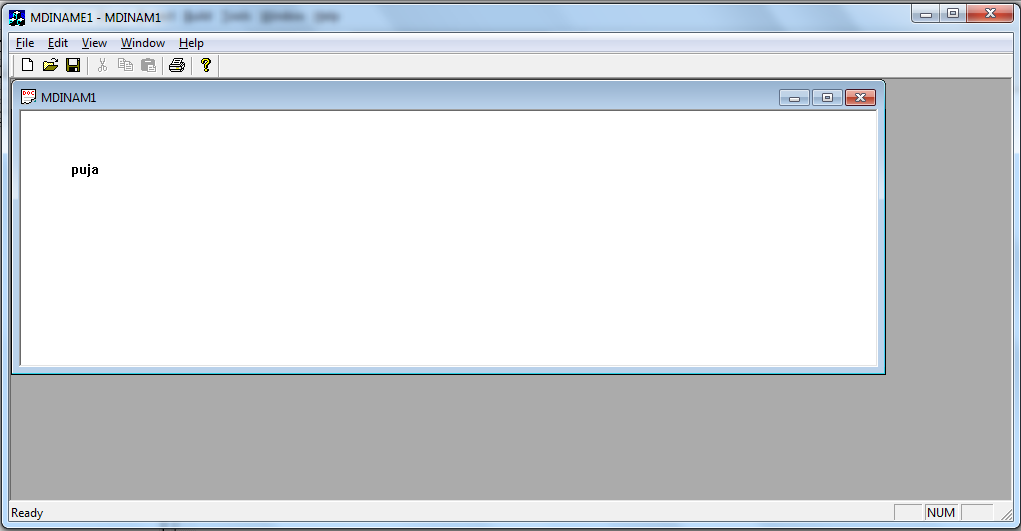 MDINAME1 - MDINAM1
File Edit View Window Help
MDINAM1
puja
Ready
NUM